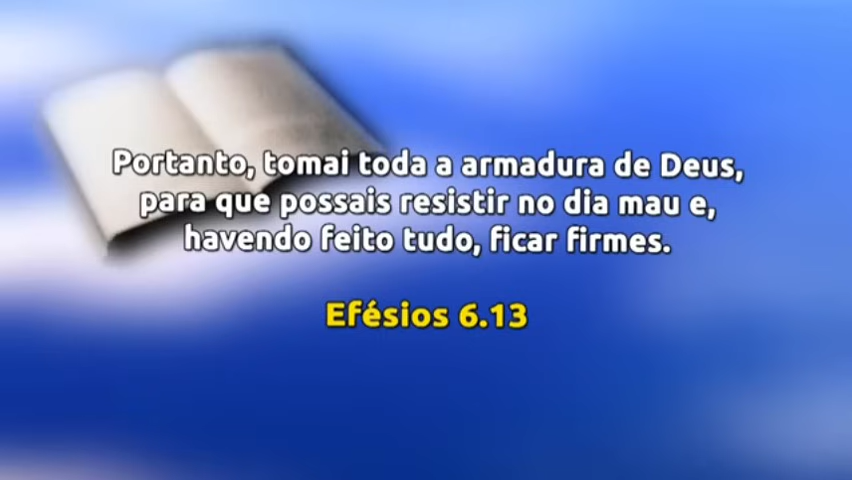 Portanto, tomai toda a armadura de Deus,
para que possais resistir no dia mau e,
havendo feito tudo, ficar firmes.
Efésios 6.13